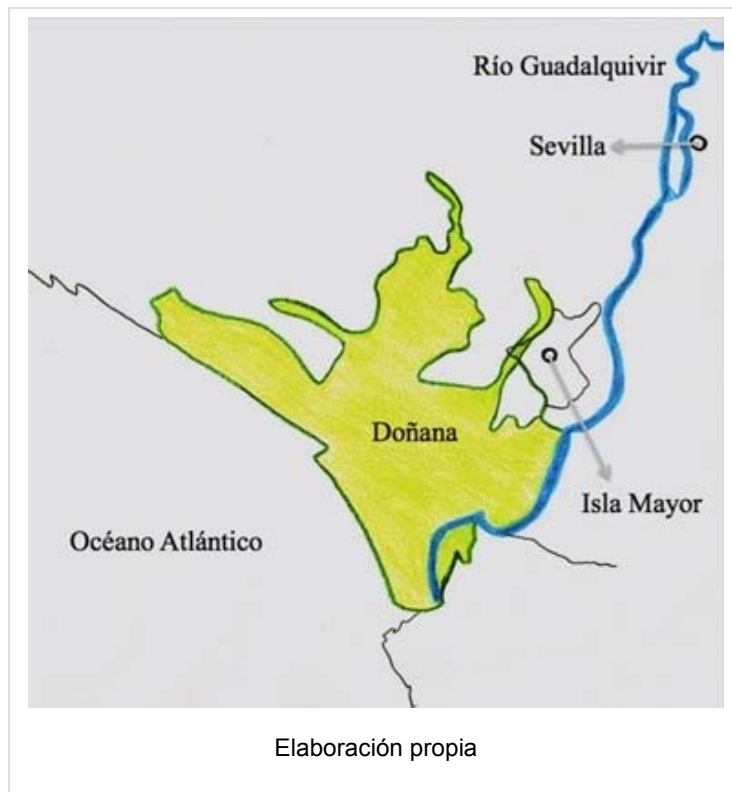 Río Guadalquivir
Sevilla
Doñana
Isla Mayor
Océano Atlántico
Elaboración propia